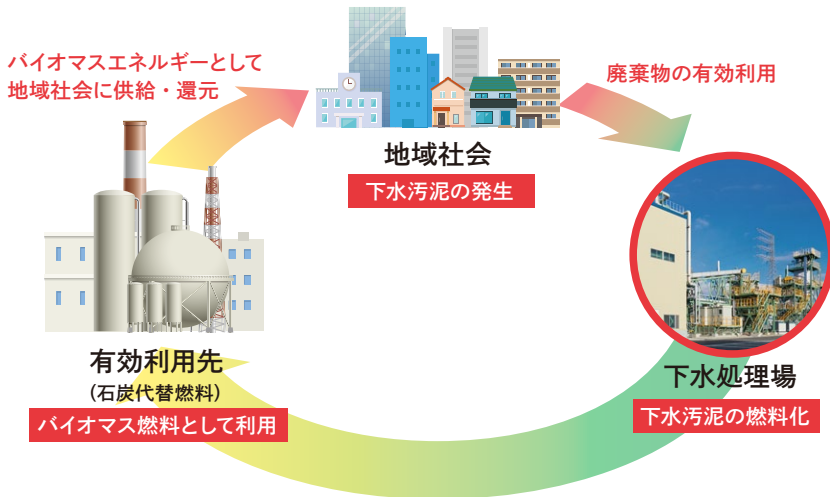 バイオマスエネルギーとして
地域社会に供給・還元
廃棄物の有効利用
地域社会
下水汚泥の発生
有効利用先
(石炭代替燃料)
バイオマス燃料として利用
下水処理場
下水汚泥の燃料化